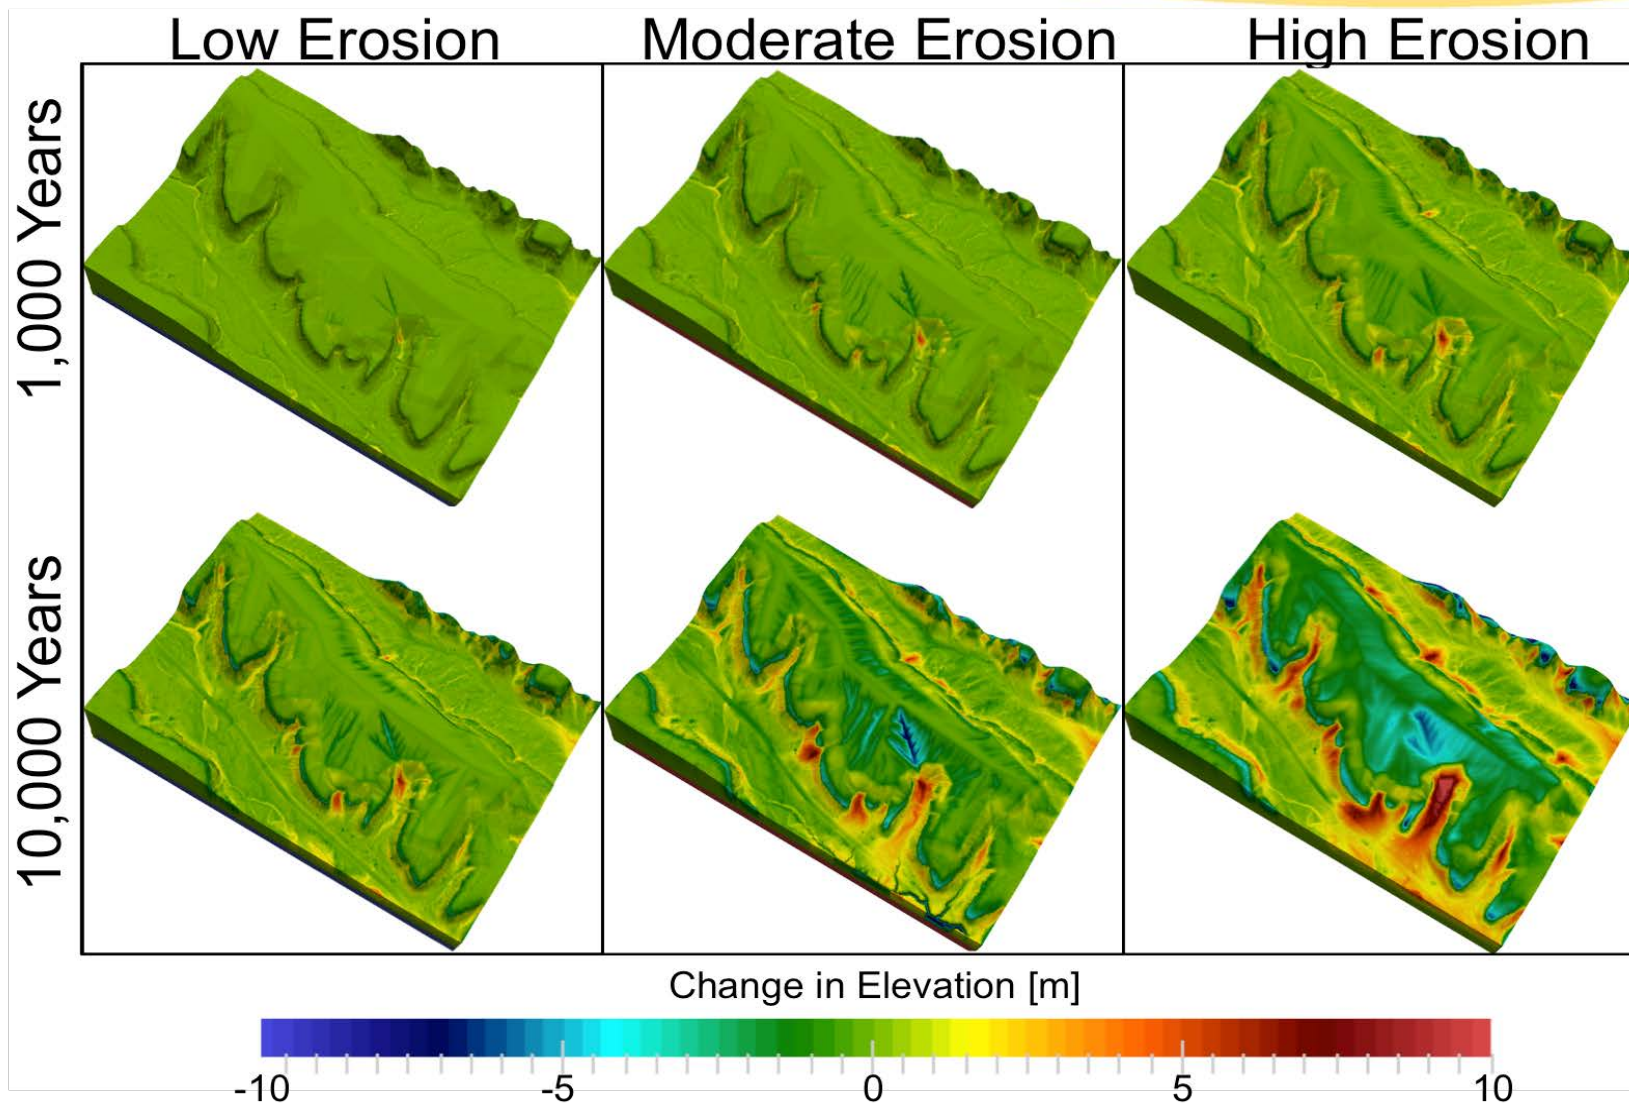 Low Erosion
Moderate Erosion
High Erosion
1,000 Years
10,000 Years
Change in Elevation [m]
-10
-5
0
5
10